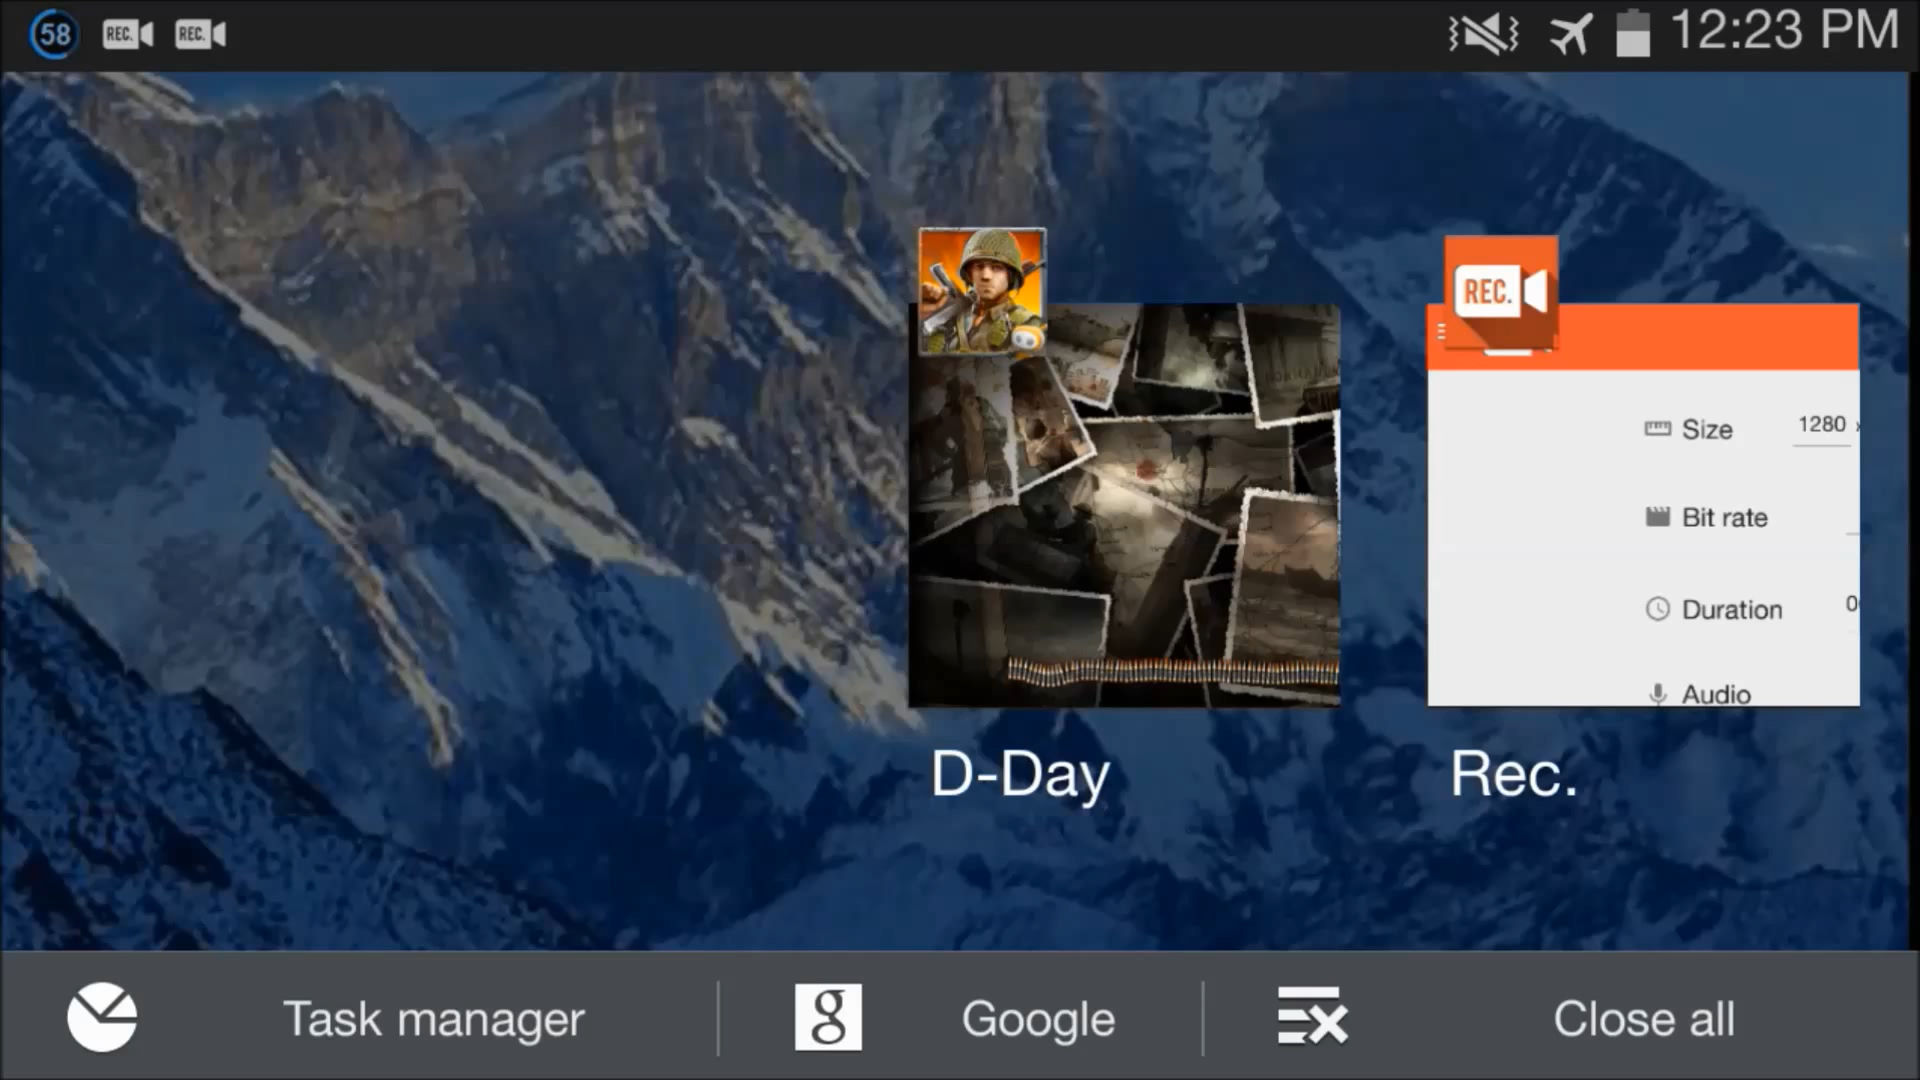 58 REC. REC. 12:23 PM
REC.
Size 1280
Bit rate
Duration 0
Audio
D-Day Rec.
Task manager g Google Close all